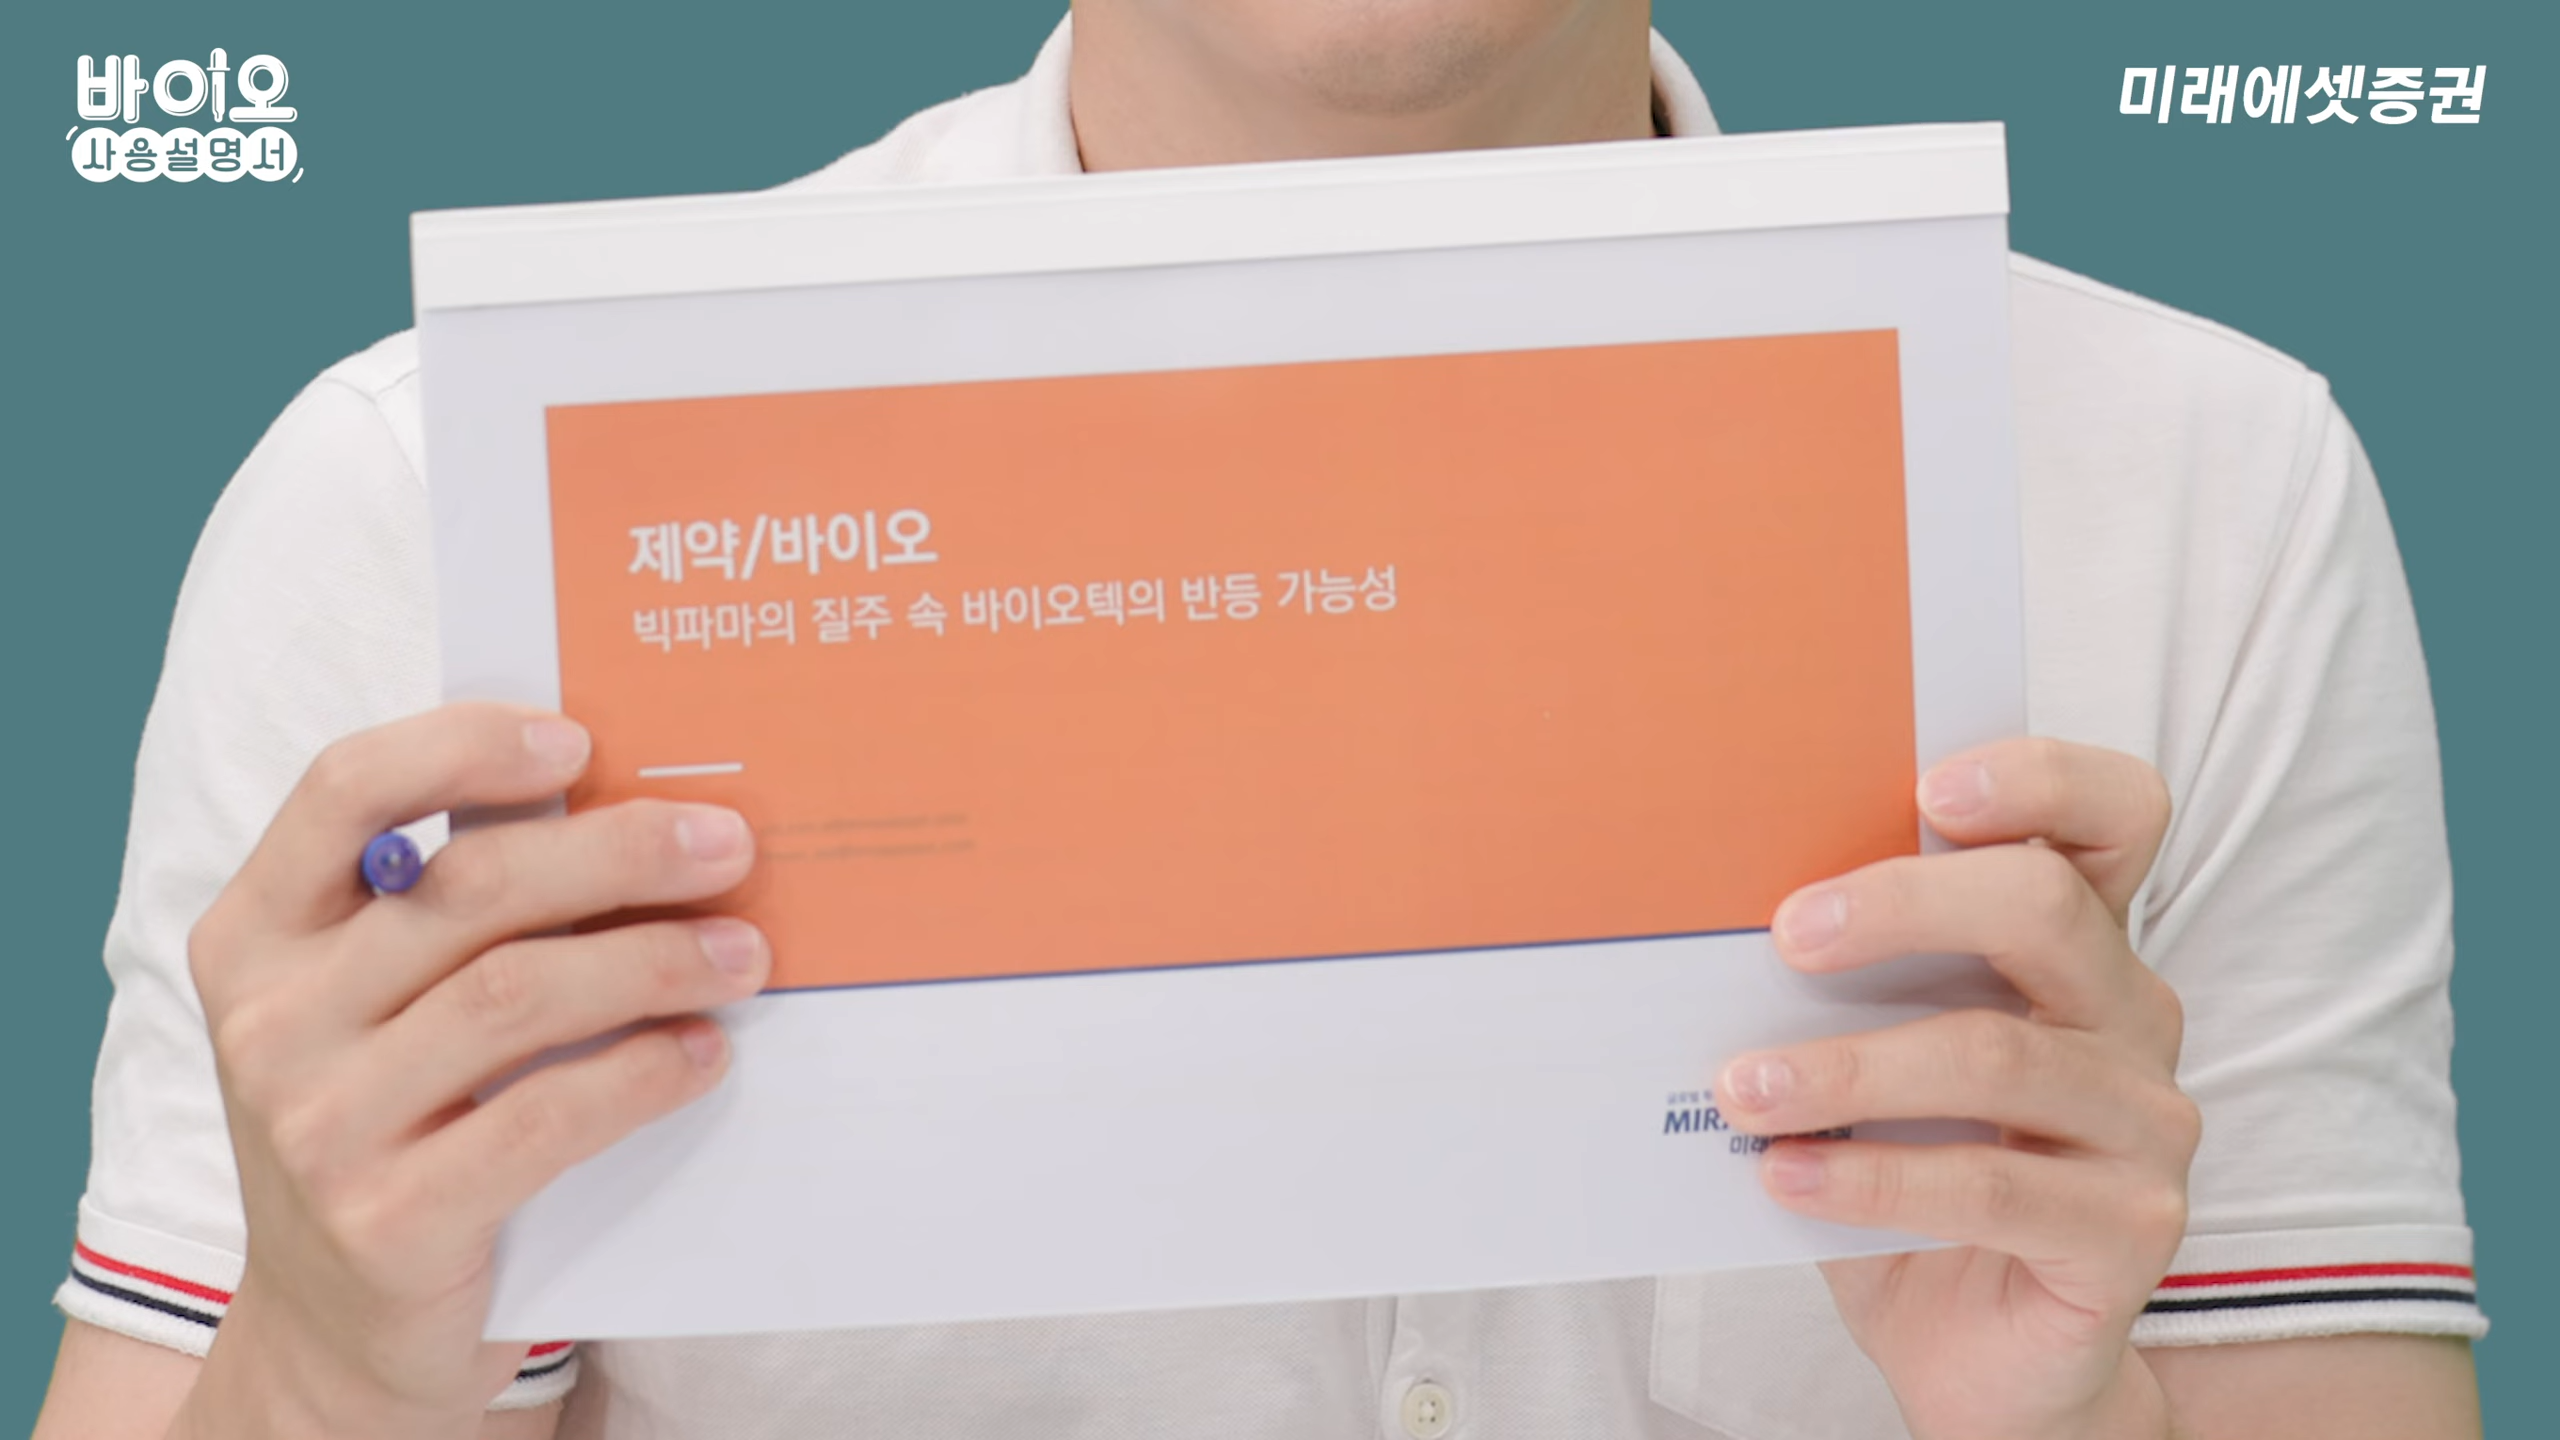 바이오
사용설명서
미래에셋증권
제약/바이오
빅파마의 질주 속 바이오텍의 반등 가능성